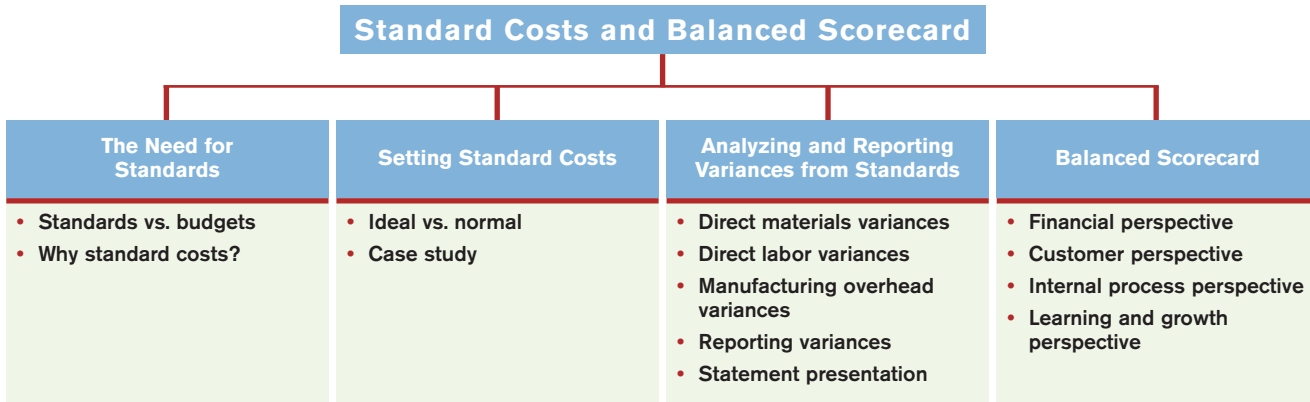 Standard Costs and Balanced Scorecard
The Need for
Standards
• Standards vs. budgets
• Why standard costs?
Setting Standard Costs
• Ideal vs. normal
• Case study
Analyzing and Reporting
Variances from Standards
• Direct materials variances
• Direct labor variances
• Manufacturing overhead
variances
• Reporting variances
• Statement presentation
Balanced Scorecard
• Financial perspective
• Customer perspective
• Internal process perspective
• Learning and growth
perspective